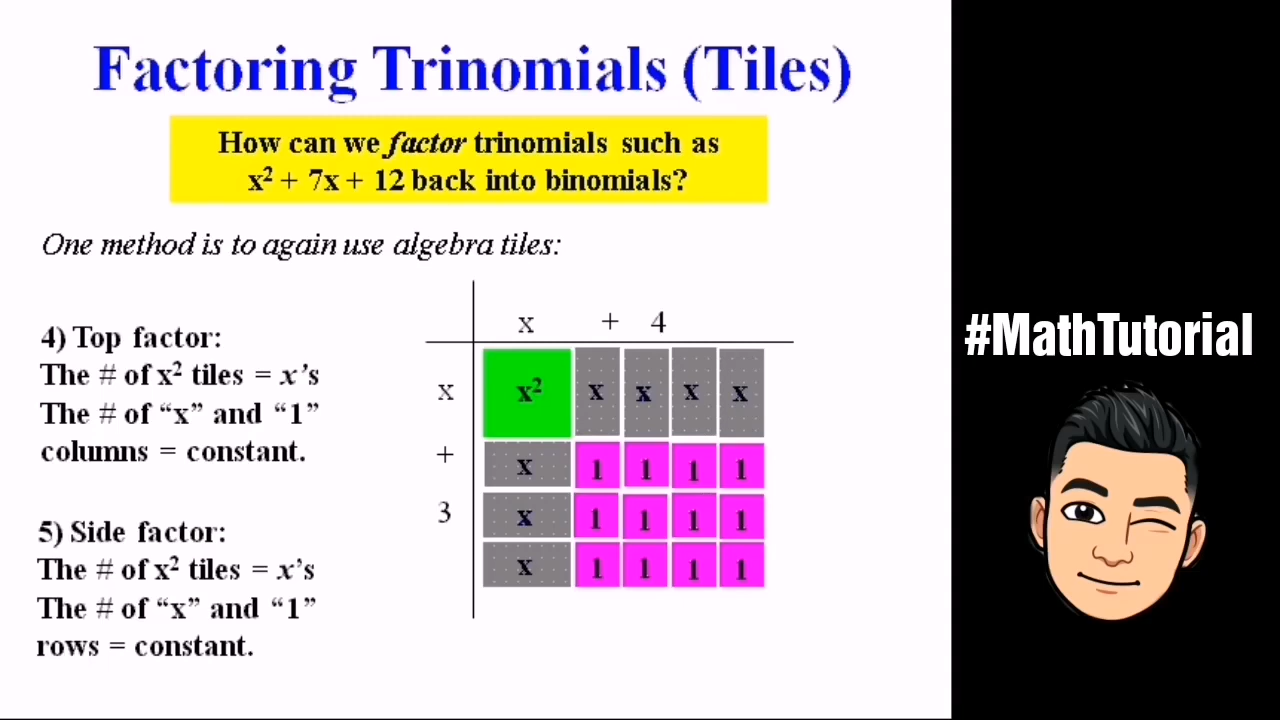 Factoring Trinomials (Tiles)
How can we factor trinomials such as
x² + 7x + 12 back into binomials?
One method is to again use algebra tiles:
4) Top factor:
The # of x² tiles = x's
The # of “x” and “1”
columns = constant.
5) Side factor:
The # of x² tiles = x's
The # of “x” and “1”
rows = constant.
x + 4
x x² x x x x
+ x 1 1 1 1
3 x 1 1 1 1
x 1 1 1 1
#MathTutorial